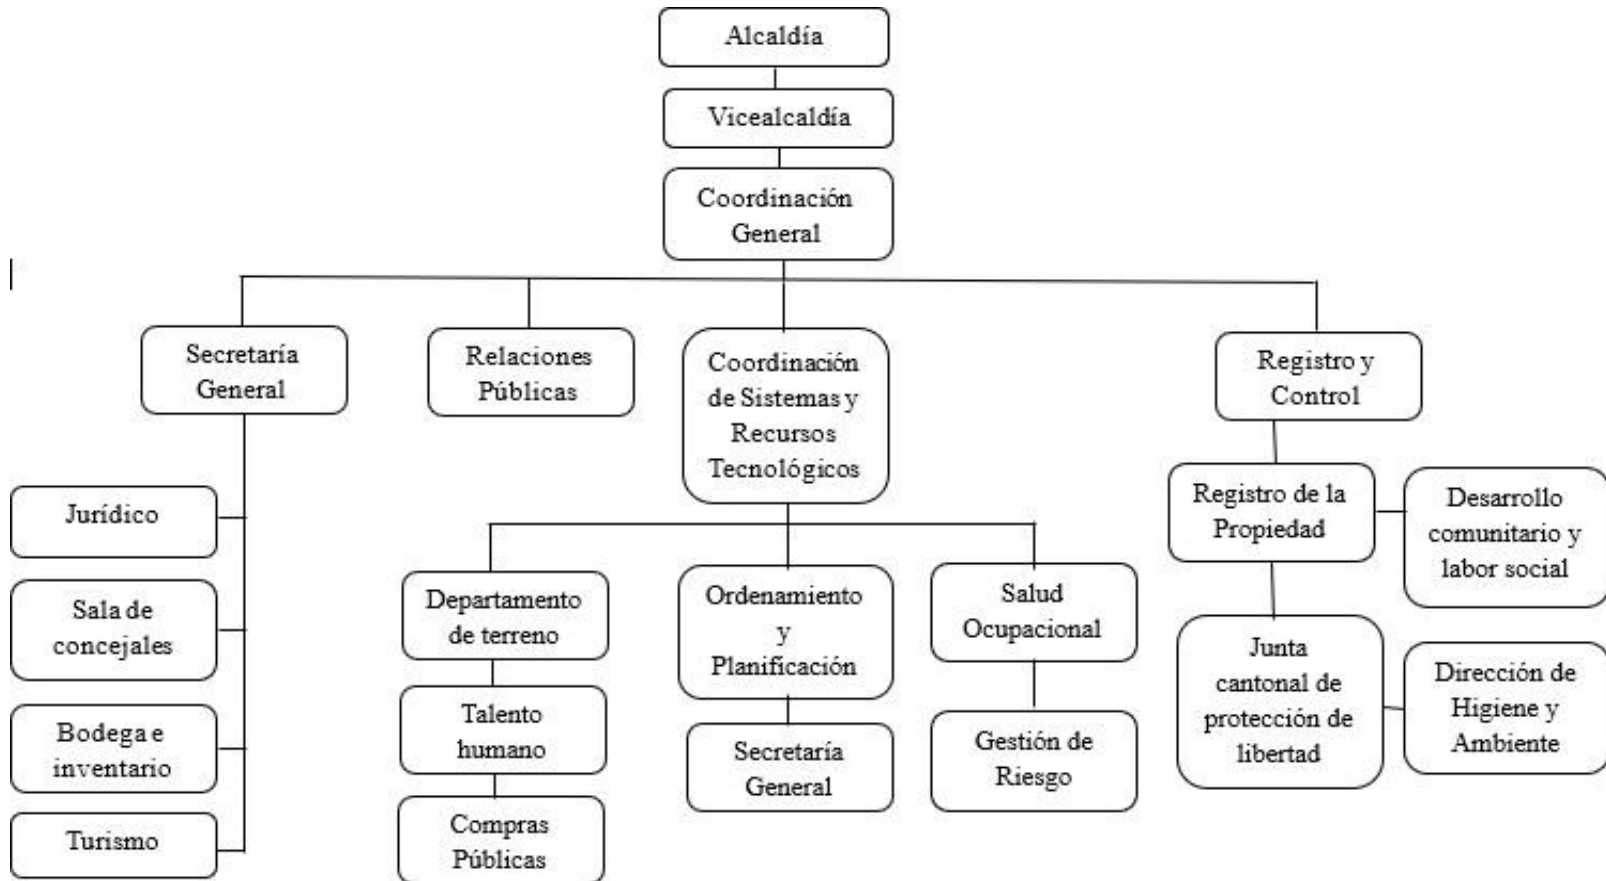 Alcaldía
Vicealcaldía
Coordinación
General
Secretaría
General
Relaciones
Públicas
Coordinación
de Sistemas y
Recursos
Tecnológicos
Registro y
Control
Jurídico
Sala de
concejales
Bodega e
inventario
Turismo
Departamento
de terreno
Talento
humano
Compras
Públicas
Ordenamiento
y
Planificación
Secretaría
General
Salud
Ocupacional
Gestión de
Riesgo
Registro de la
Propiedad
Desarrollo
comunitario y
labor social
Junta
cantonal de
protección de
libertad
Dirección de
Higiene y
Ambiente